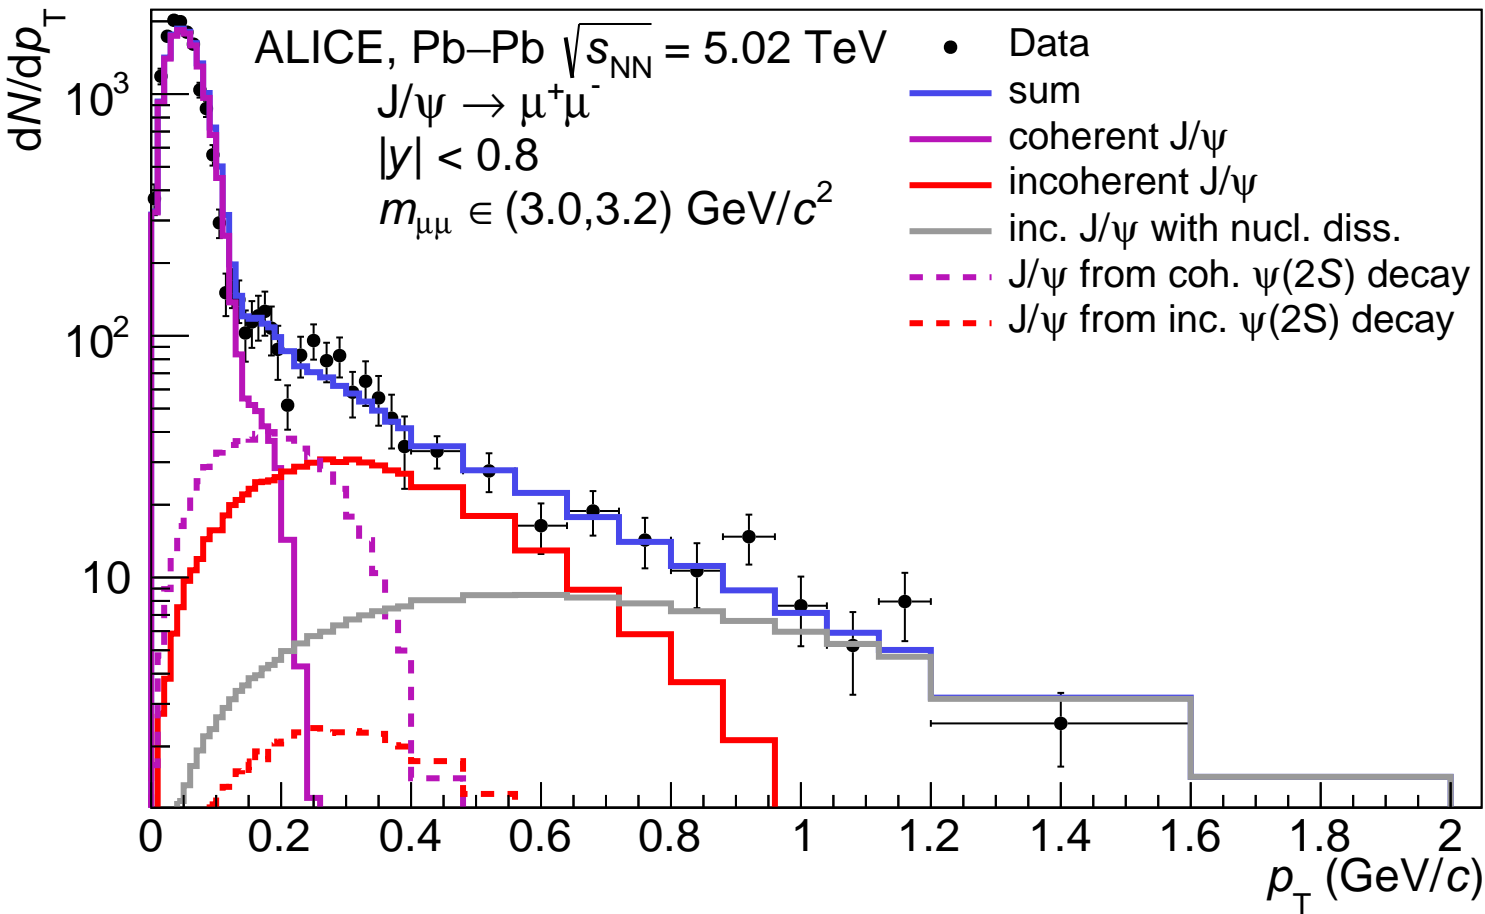 dN/dp_T
10³
10²
10
ALICE, Pb–Pb √s_NN = 5.02 TeV
J/ψ → μ⁺μ⁻
|y| < 0.8
m_μμ ∈ (3.0,3.2) GeV/c²
Data
sum
coherent J/ψ
incoherent J/ψ
inc. J/ψ with nucl. diss.
J/ψ from coh. ψ(2S) decay
J/ψ from inc. ψ(2S) decay
0 0.2 0.4 0.6 0.8 1 1.2 1.4 1.6 1.8 2
p_T (GeV/c)